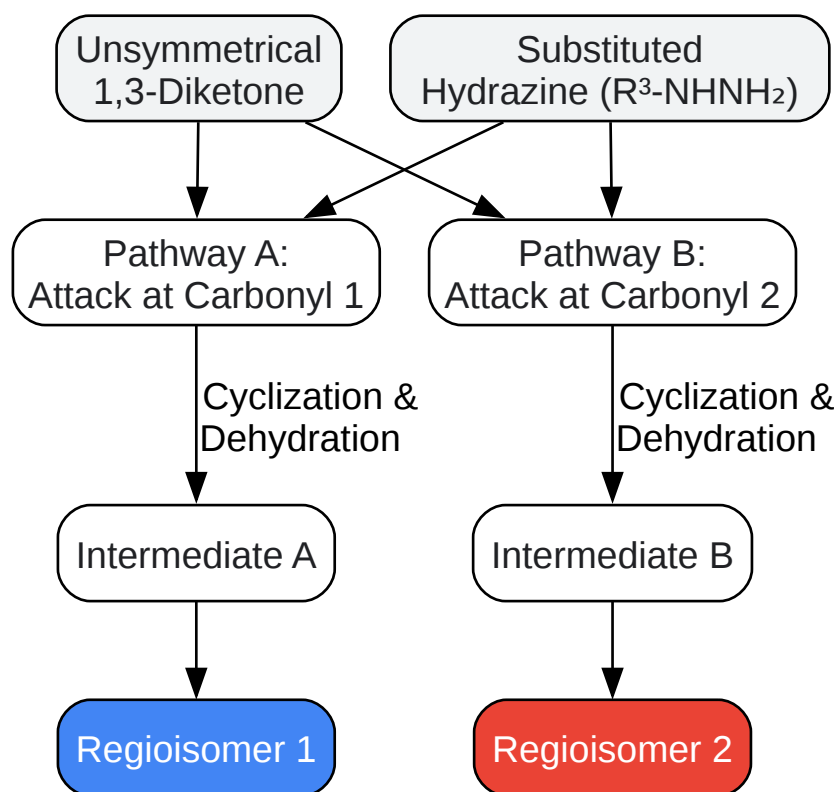 Unsymmetrical
1,3-Diketone
Substituted
Hydrazine (R³-NHNH₂)
Pathway A:
Attack at Carbonyl 1
Pathway B:
Attack at Carbonyl 2
Cyclization &
Dehydration
Cyclization &
Dehydration
Intermediate A
Intermediate B
Regioisomer 1
Regioisomer 2